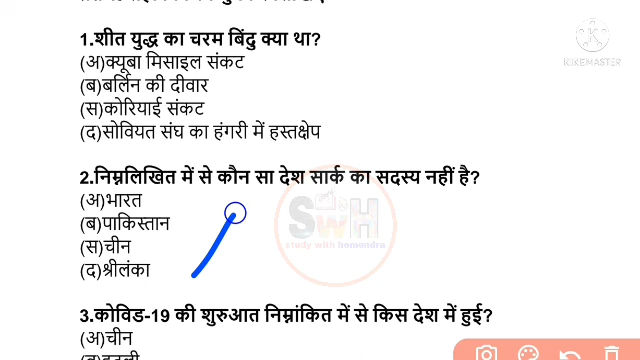 1.शीत युद्ध का चरम बिंदु क्या था?
(अ)क्यूबा मिसाइल संकट
(ब)बर्लिन की दीवार
(स)कोरियाई संकट
(द)सोवियत संघ का हंगरी में हस्तक्षेप
2.निम्नलिखित में से कौन सा देश सार्क का सदस्य नहीं है?
(अ)भारत
(ब)पाकिस्तान
(स)चीन
(द)श्रीलंका
3.कोविड-19 की शुरुआत निम्नांकित में से किस देश में हुई?
(अ)चीन
SWH
study with homendra
KINEMASTER